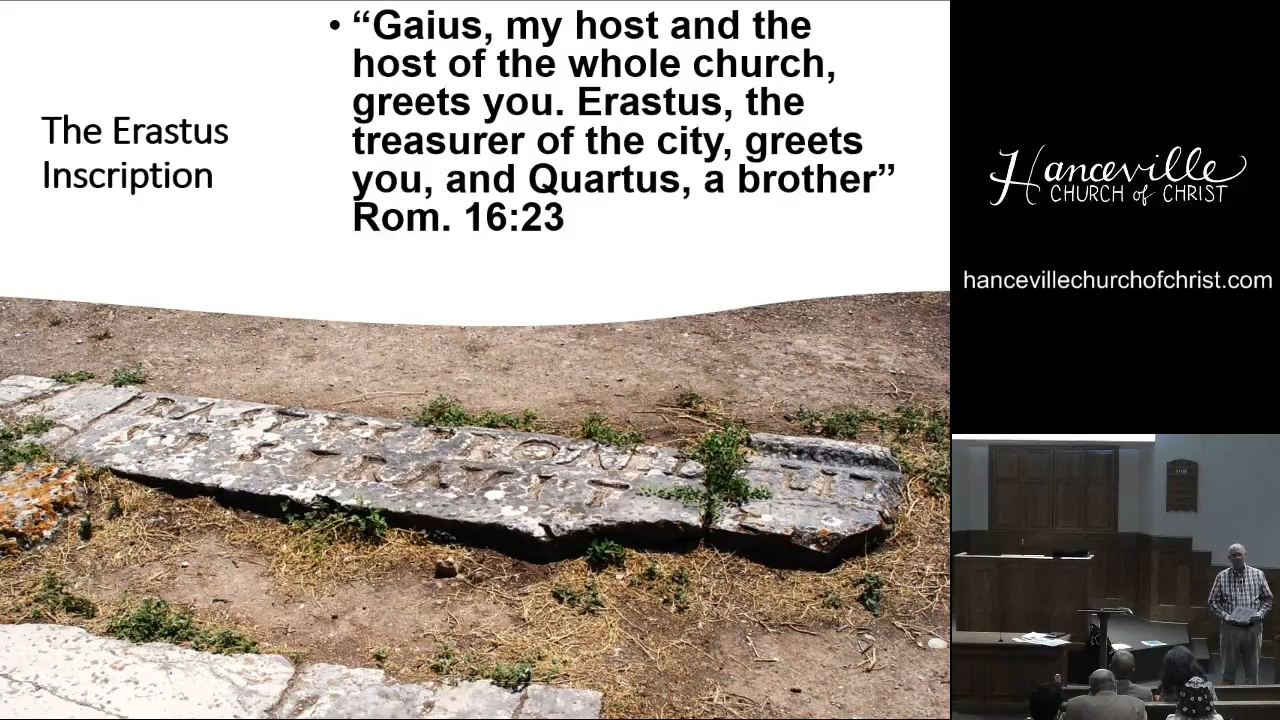 The Erastus
Inscription
• “Gaius, my host and the
host of the whole church,
greets you. Erastus, the
treasurer of the city, greets
you, and Quartus, a brother”
Rom. 16:23
Hanceville
CHURCH of CHRIST
hancevillechurchofchrist.com